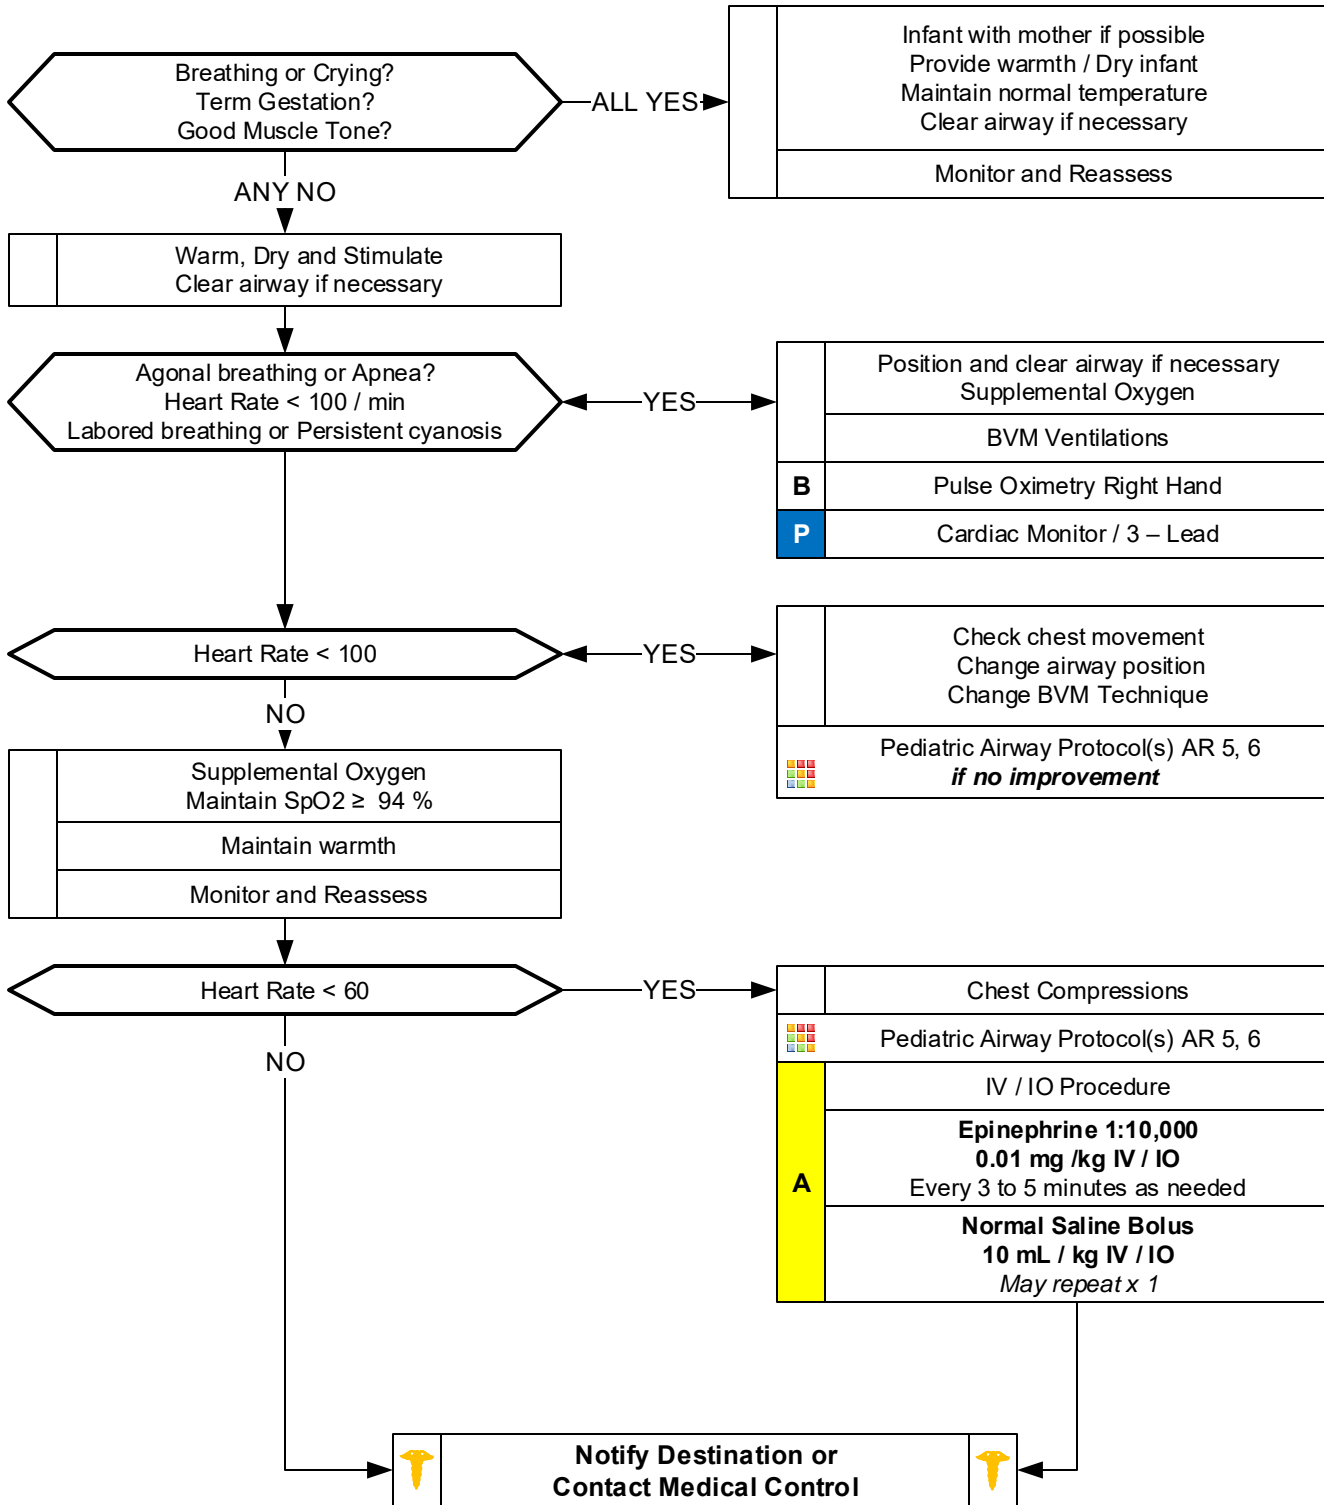 Breathing or Crying?
Term Gestation?
Good Muscle Tone?
ALL YES
Infant with mother if possible
Provide warmth / Dry infant
Maintain normal temperature
Clear airway if necessary
Monitor and Reassess
ANY NO
Warm, Dry and Stimulate
Clear airway if necessary
Agonal breathing or Apnea?
Heart Rate < 100 / min
Labored breathing or Persistent cyanosis
YES
Position and clear airway if necessary
Supplemental Oxygen
BVM Ventilations
B
Pulse Oximetry Right Hand
P
Cardiac Monitor / 3 – Lead
Heart Rate < 100
YES
Check chest movement
Change airway position
Change BVM Technique
Pediatric Airway Protocol(s) AR 5, 6
if no improvement
NO
Supplemental Oxygen
Maintain SpO2 ≥ 94 %
Maintain warmth
Monitor and Reassess
Heart Rate < 60
YES
Chest Compressions
Pediatric Airway Protocol(s) AR 5, 6
A
IV / IO Procedure
Epinephrine 1:10,000
0.01 mg /kg IV / IO
Every 3 to 5 minutes as needed
Normal Saline Bolus
10 mL / kg IV / IO
May repeat x 1
NO
Notify Destination or
Contact Medical Control